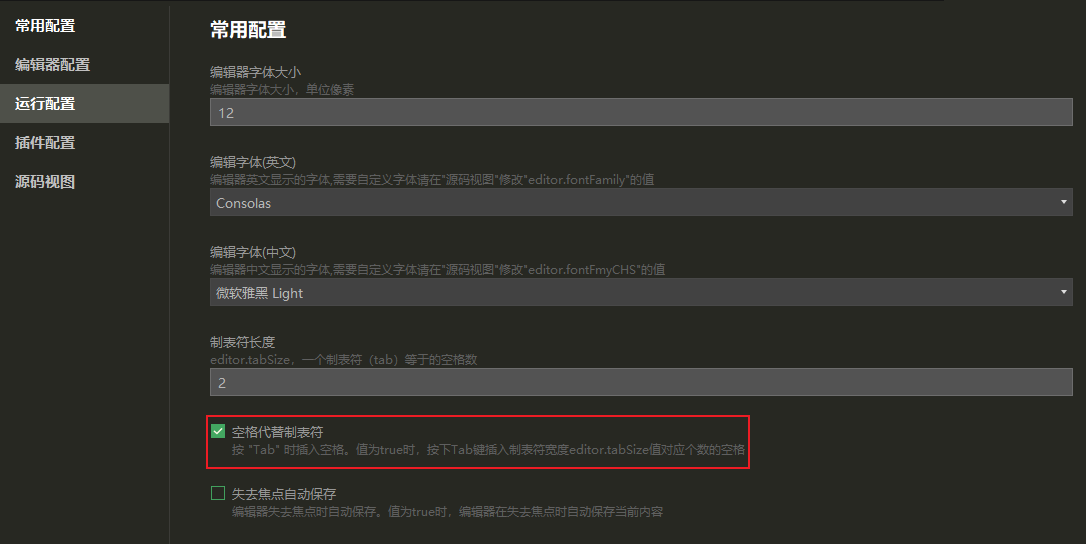 常用配置
编辑器配置
运行配置
插件配置
源码视图
常用配置
编辑器字体大小
编辑器字体大小，单位像素
12
编辑字体(英文)
编辑器英文显示的字体,需要自定义字体请在"源码视图"修改"editor.fontFamily"的值
Consolas
编辑字体(中文)
编辑器中文显示的字体,需要自定义字体请在"源码视图"修改"editor.fontFmyCHS"的值
微软雅黑 Light
制表符长度
editor.tabSize，一个制表符（tab）等于的空格数
2
空格代替制表符
按 "Tab" 时插入空格。值为true时，按下Tab键插入制表符宽度editor.tabSize值对应个数的空格
失去焦点自动保存
编辑器失去焦点时自动保存。值为true时，编辑器在失去焦点时自动保存当前内容